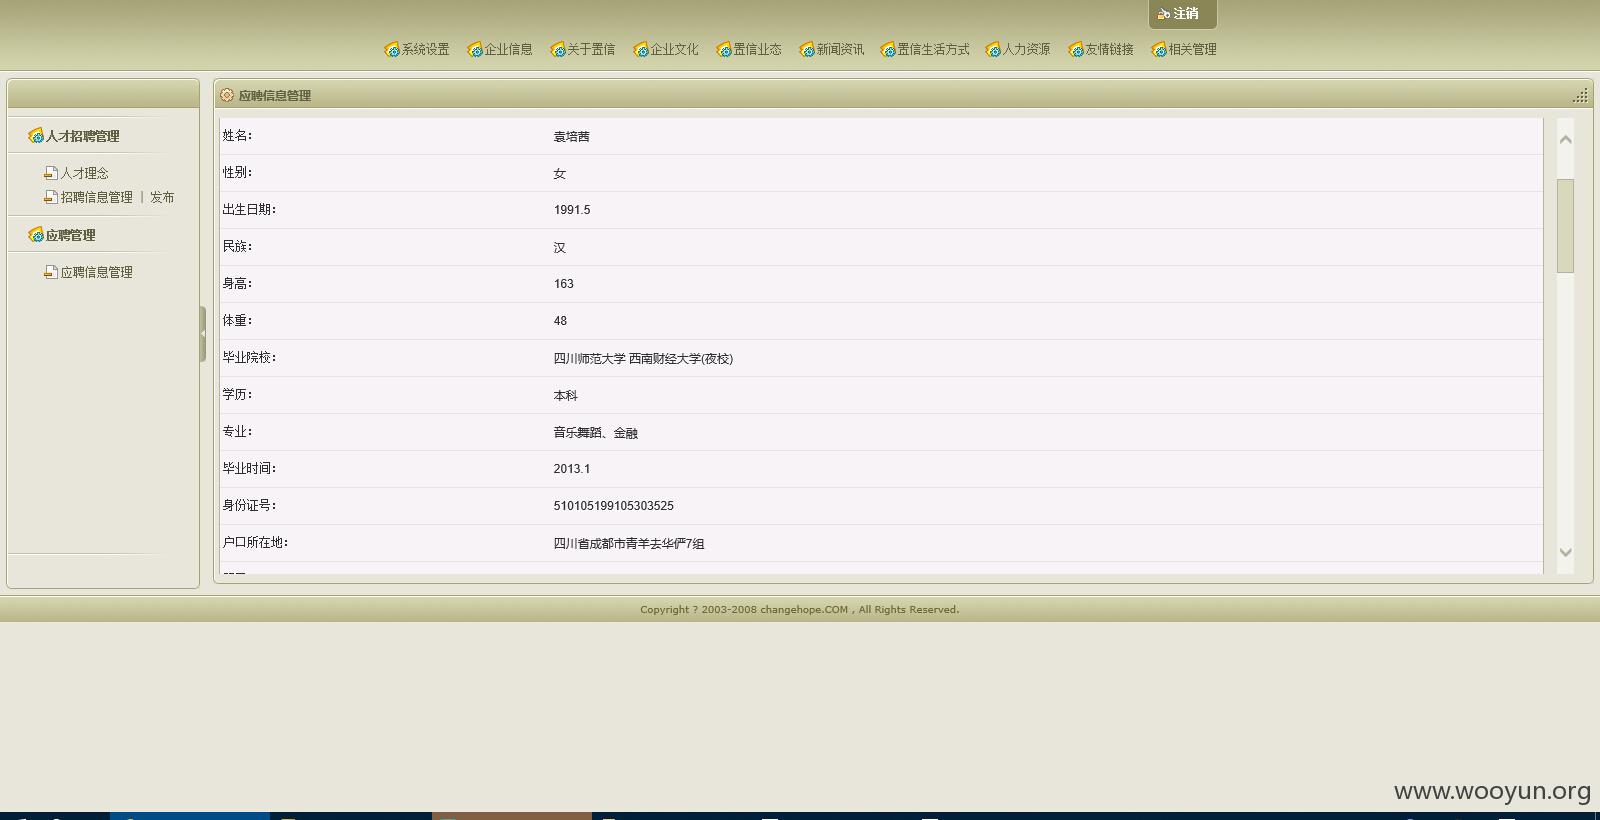 注销
系统设置 企业信息 关于置信 企业文化 置信业态 新闻资讯 置信生活方式 人力资源 友情链接 相关管理
人才招聘管理
人才理念
招聘信息管理 | 发布
应聘管理
应聘信息管理
应聘信息管理
姓名: 袁培茜
性别: 女
出生日期: 1991.5
民族: 汉
身高: 163
体重: 48
毕业院校: 四川师范大学 西南财经大学(夜校)
学历: 本科
专业: 音乐舞蹈、金融
毕业时间: 2013.1
身份证号: 510105199105303525
户口所在地: 四川省成都市青羊去华俨7组
Copyright ? 2003-2008 changehope.COM , All Rights Reserved.
www.wooyun.org